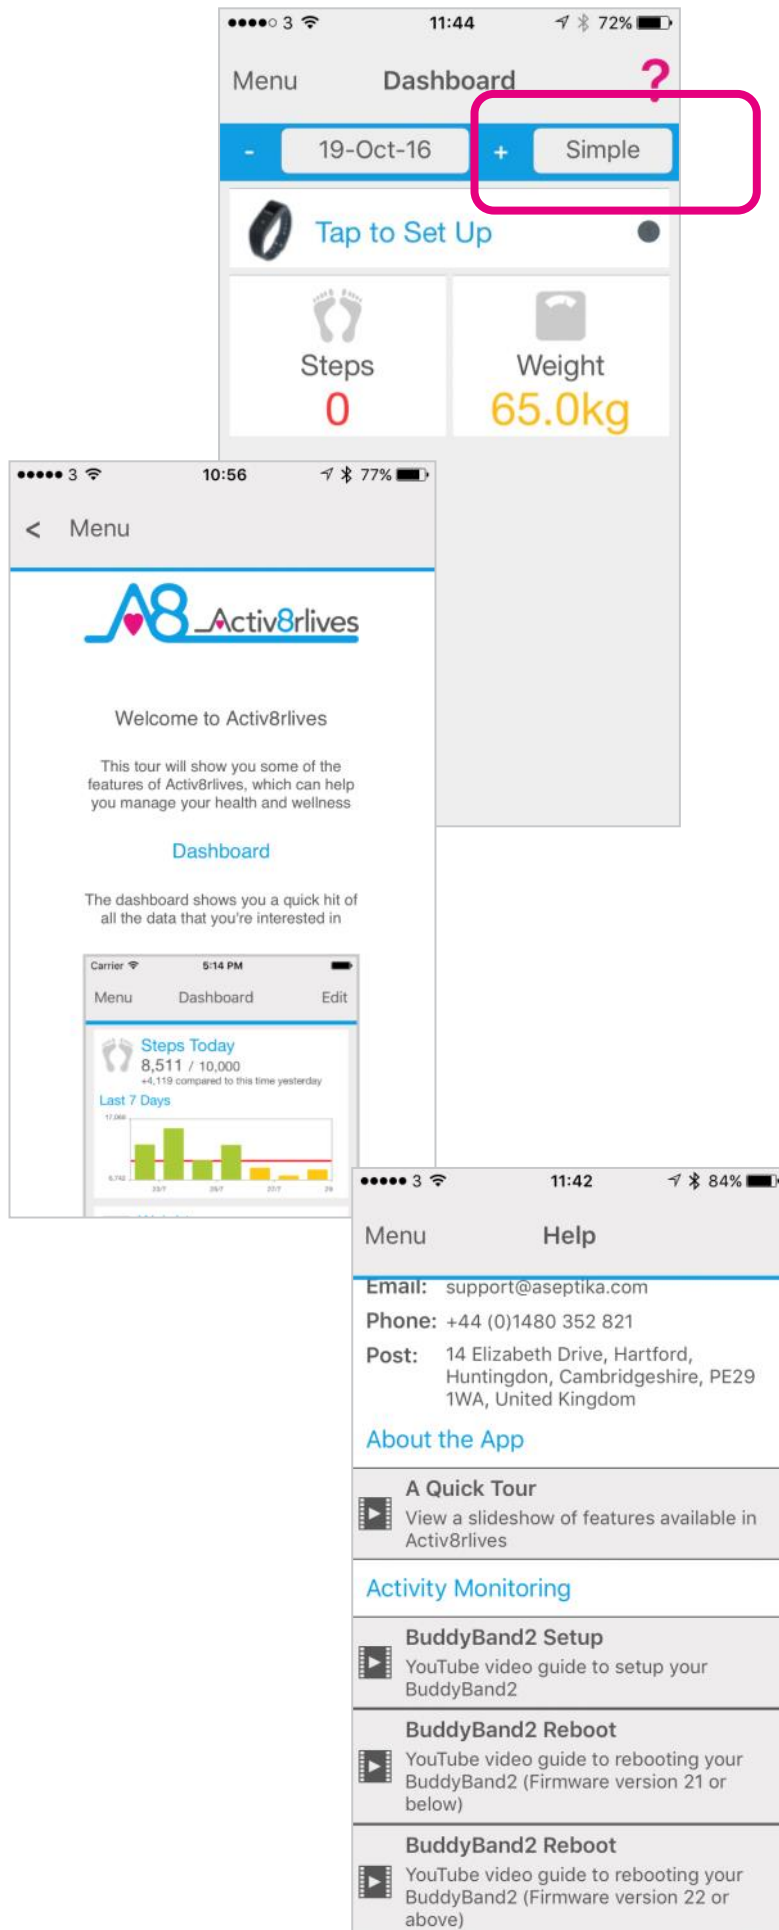 3 11:44 72%
Menu Dashboard ?
- 19-Oct-16 + Simple
Tap to Set Up
Steps Weight
0 65.0kg
3 10:56 77%
< Menu
A8 Activ8rlives
Welcome to Activ8rlives
This tour will show you some of the
features of Activ8rlives, which can help
you manage your health and wellness
Dashboard
The dashboard shows you a quick hit of
all the data that you're interested in
Carrier 5:14 PM
Menu Dashboard Edit
Steps Today
8,511 / 10,000
+4,119 compared to this time yesterday
Last 7 Days
23/7 25/7 27/7 29
3 11:42 84%
Menu Help
Email: support@aseptika.com
Phone: +44 (0)1480 352 821
Post: 14 Elizabeth Drive, Hartford,
Huntingdon, Cambridgeshire, PE29
1WA, United Kingdom
About the App
A Quick Tour
View a slideshow of features available in
Activ8rlives
Activity Monitoring
BuddyBand2 Setup
YouTube video guide to setup your
BuddyBand2
BuddyBand2 Reboot
YouTube video guide to rebooting your
BuddyBand2 (Firmware version 21 or
below)
BuddyBand2 Reboot
YouTube video guide to rebooting your
BuddyBand2 (Firmware version 22 or
above)